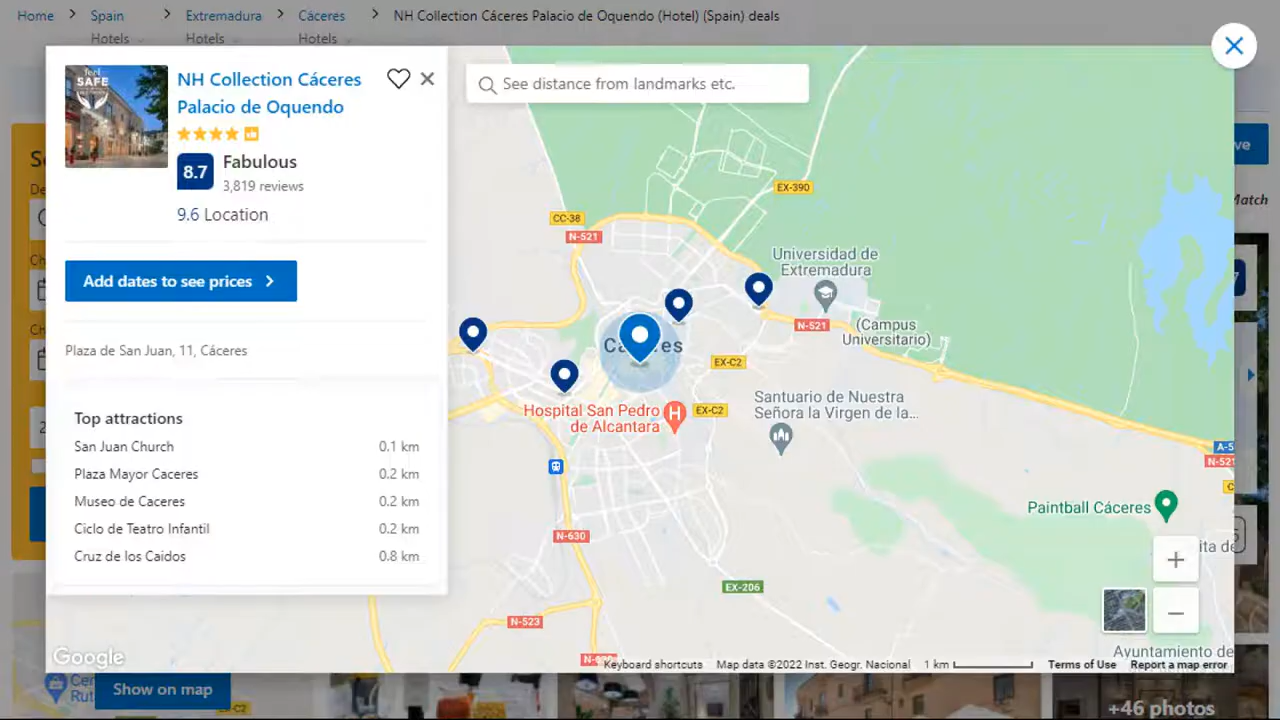 Home
Spain
Extremadura
Cáceres
NH Collection Cáceres Palacio de Oquendo (Hotel) (Spain) deals
Hotels
Hotels
Hotels
feel
SAFE
NH Collection Cáceres
Palacio de Oquendo
8.7
Fabulous
3,819 reviews
9.6 Location
Add dates to see prices
Plaza de San Juan, 11, Cáceres
Top attractions
San Juan Church 0.1 km
Plaza Mayor Caceres 0.2 km
Museo de Caceres 0.2 km
Ciclo de Teatro Infantil 0.2 km
Cruz de los Caidos 0.8 km
See distance from landmarks etc.
EX-390
CC-38
N-521
Universidad de
Extremadura
N-521
(Campus
Universitario)
EX-C2
Santuario de Nuestra
Señora la Virgen de la...
Hospital San Pedro
de Alcantara
EX-C2
A-5
N-521
Paintball Cáceres
N-630
EX-206
N-523
Ayuntamiento de
Google
Keyboard shortcuts
Map data ©2022 Inst. Geogr. Nacional
1 km
Terms of Use
Report a map error
Show on map
EX-C2
+46 photos